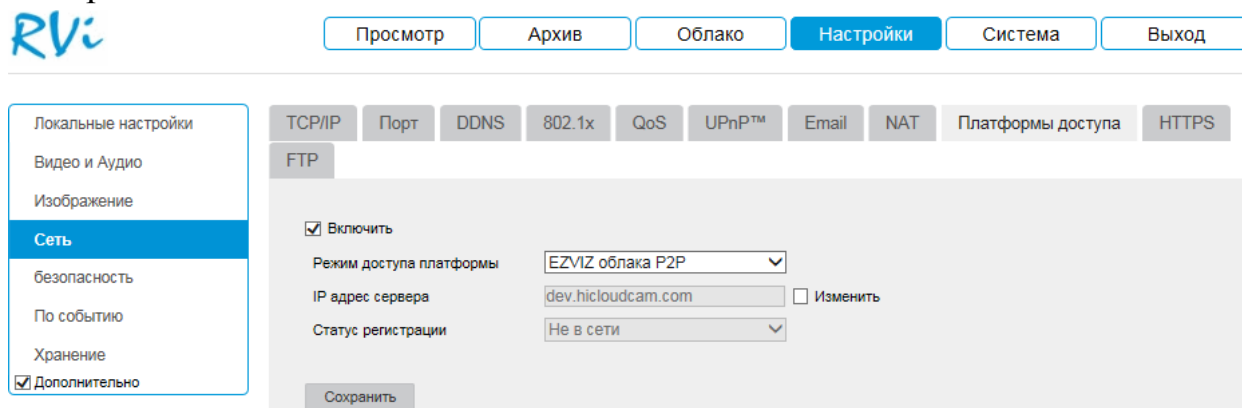 RVi
Просмотр Архив Облако Настройки Система Выход
Локальные настройки
Видео и Аудио
Изображение
Сеть
безопасность
По событию
Хранение
Дополнительно
TCP/IP Порт DDNS 802.1x QoS UPnP™ Email NAT Платформы доступа HTTPS
FTP
Включить
Режим доступа платформы EZVIZ облака P2P
IP адрес сервера dev.hicloudcam.com Изменить
Статус регистрации Не в сети
Сохранить